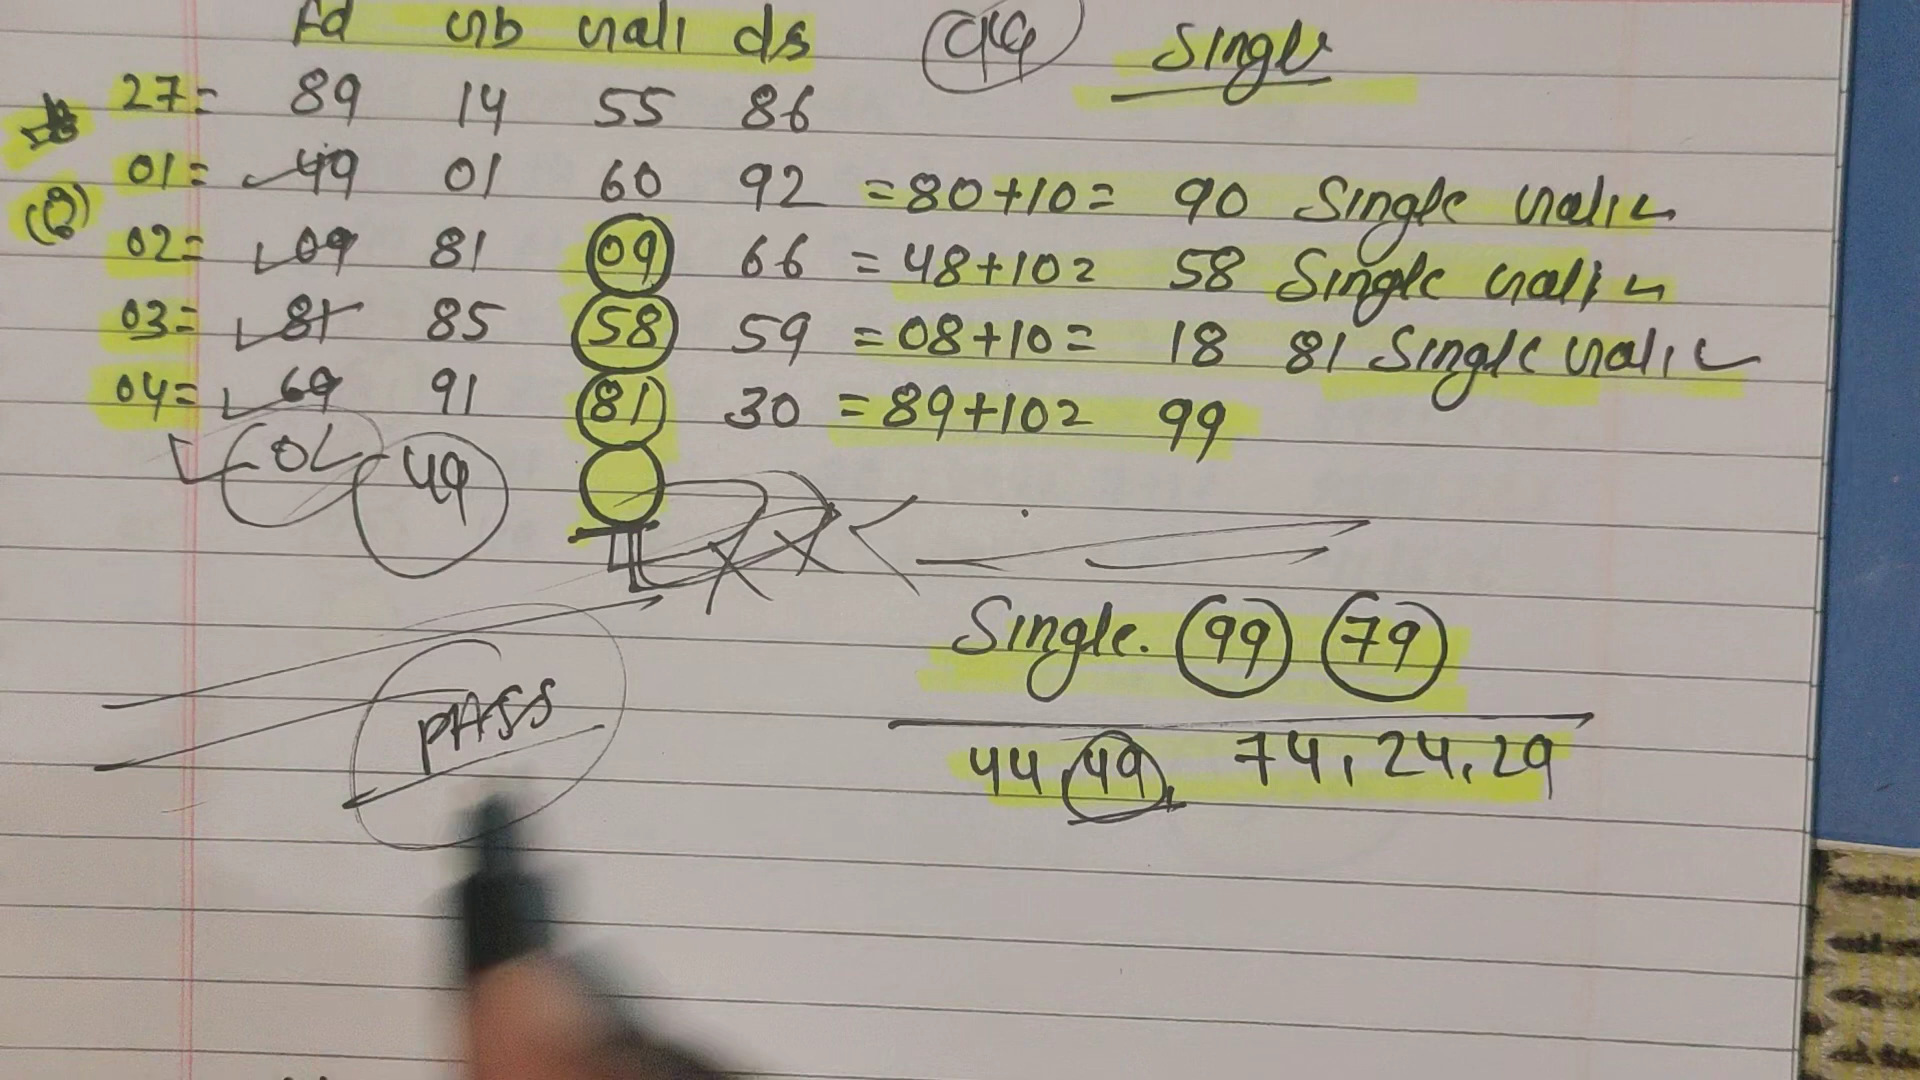 Fd GB Gali ds 44 Single
27= 89 14 55 86
01= 49 01 60 92 =80+10= 90 Single Gali
(B) 02= 09 81 09 66 =48+10= 58 Single Gali
03= 81 85 58 59 =08+10= 18 81 Single Gali
04= 69 91 81 30 =89+10= 99
49
Single. 99 79
PASS
44, 49, 74, 24, 29